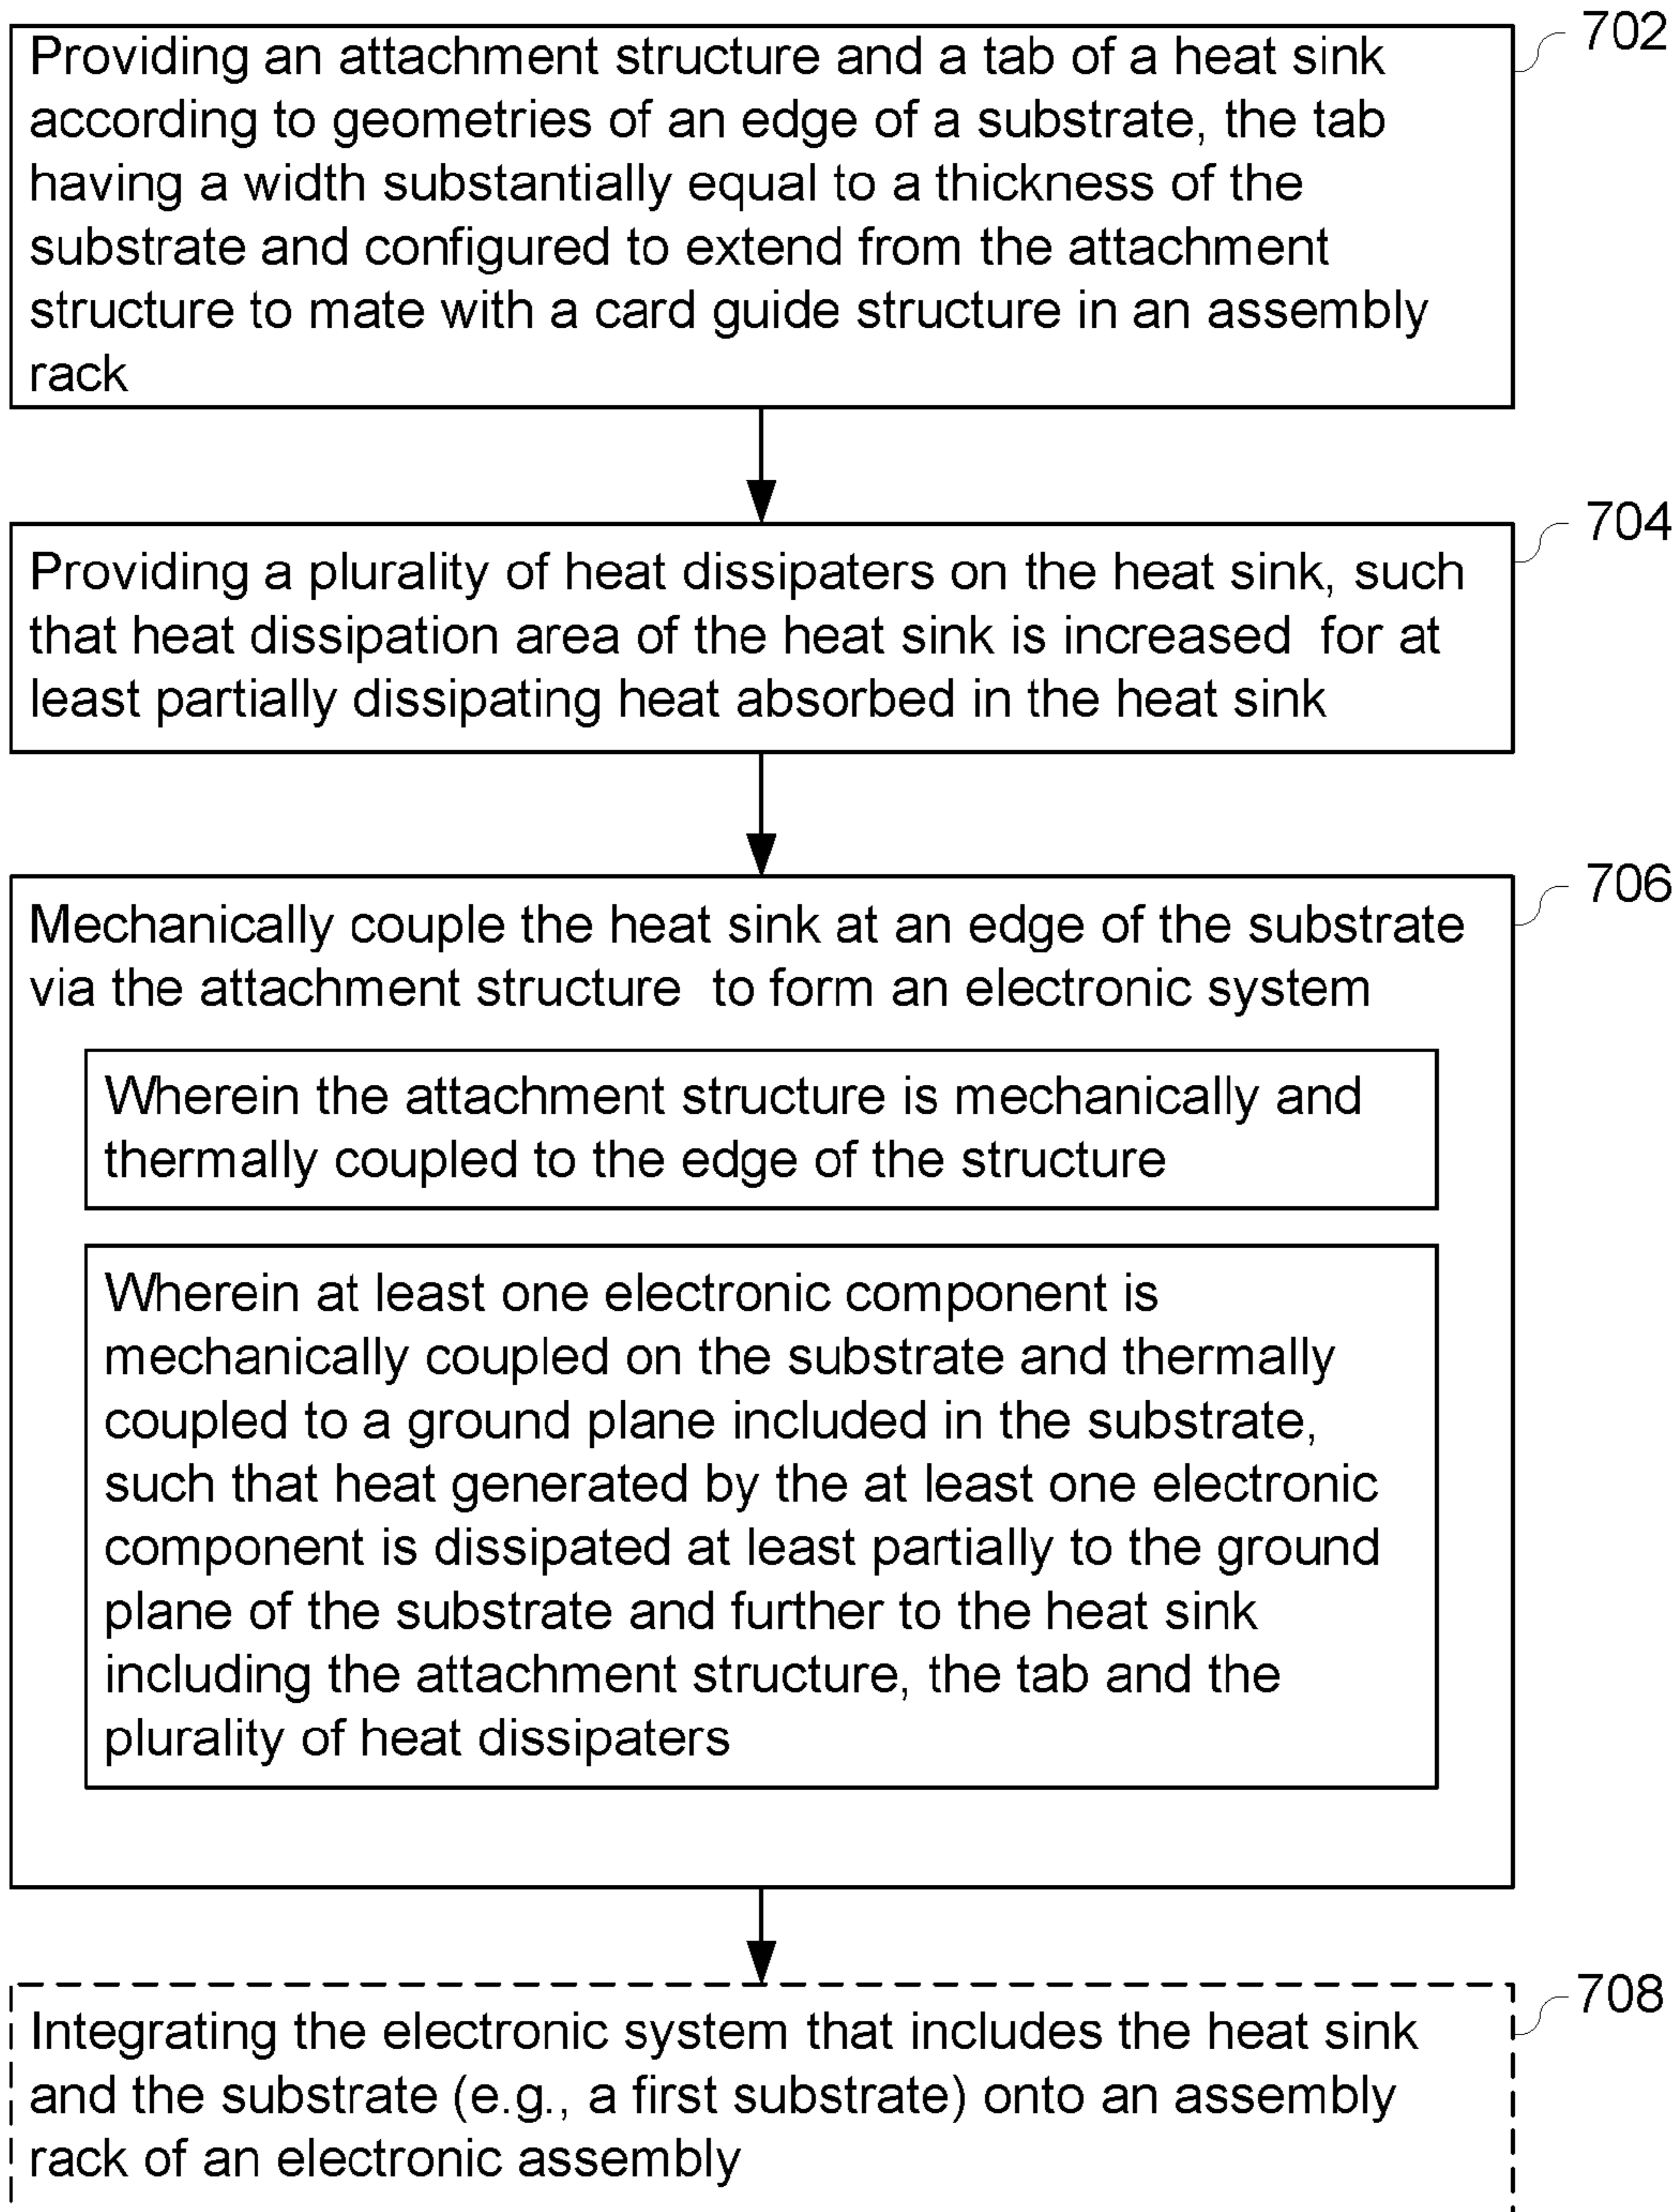 702
Providing an attachment structure and a tab of a heat sink
according to geometries of an edge of a substrate, the tab
having a width substantially equal to a thickness of the
substrate and configured to extend from the attachment
structure to mate with a card guide structure in an assembly
rack
704
Providing a plurality of heat dissipaters on the heat sink, such
that heat dissipation area of the heat sink is increased for at
least partially dissipating heat absorbed in the heat sink
706
Mechanically couple the heat sink at an edge of the substrate
via the attachment structure to form an electronic system
Wherein the attachment structure is mechanically and
thermally coupled to the edge of the structure
Wherein at least one electronic component is
mechanically coupled on the substrate and thermally
coupled to a ground plane included in the substrate,
such that heat generated by the at least one electronic
component is dissipated at least partially to the ground
plane of the substrate and further to the heat sink
including the attachment structure, the tab and the
plurality of heat dissipaters
708
Integrating the electronic system that includes the heat sink
and the substrate (e.g., a first substrate) onto an assembly
rack of an electronic assembly